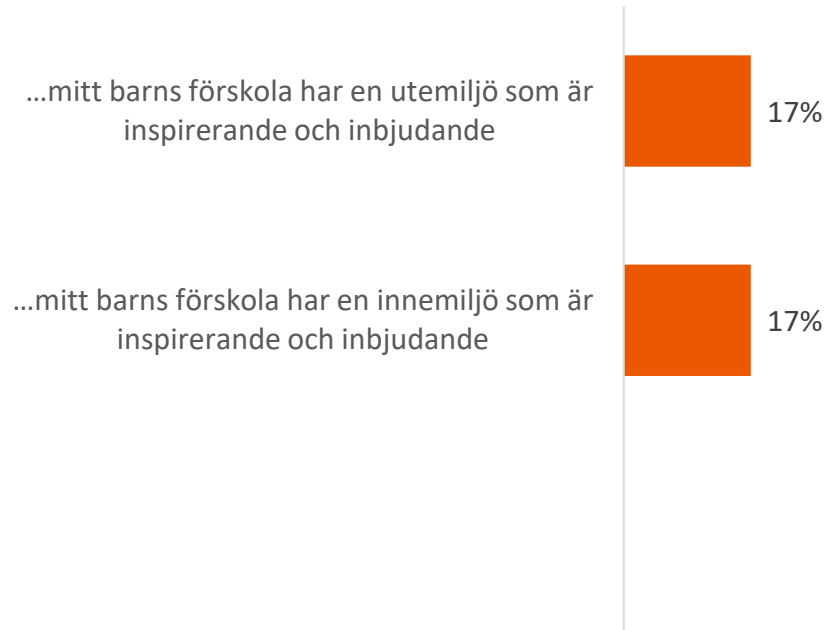 …mitt barns förskola har en utemiljö som är
inspirerande och inbjudande
17%
…mitt barns förskola har en innemiljö som är
inspirerande och inbjudande
17%